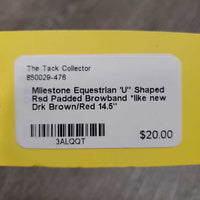 The Tack Collector
850029-476
Milestone Equestrian 'U" Shaped
Rsd Padded Browband *like new
Drk Brown/Red 14.5"
$20.00
3ALQQT